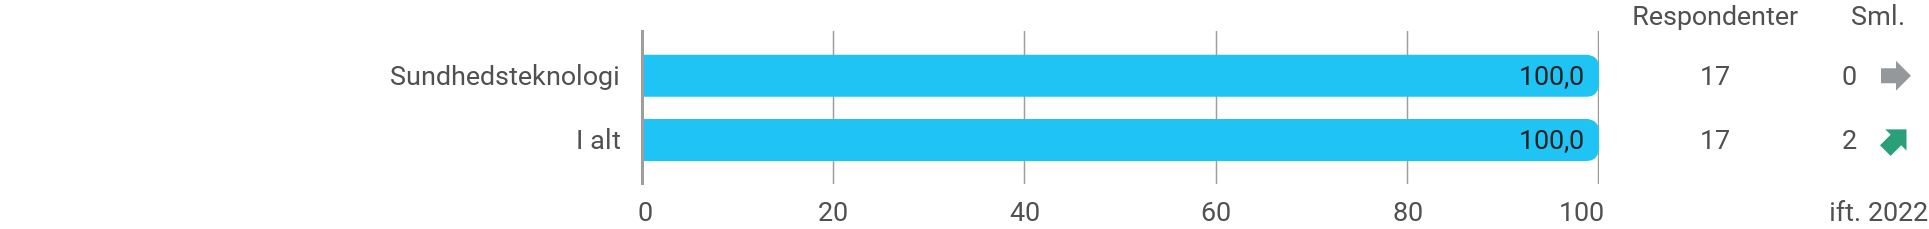 Respondenter Sml.
Sundhedsteknologi 100,0 17 0
I alt 100,0 17 2
0 20 40 60 80 100 ift. 2022